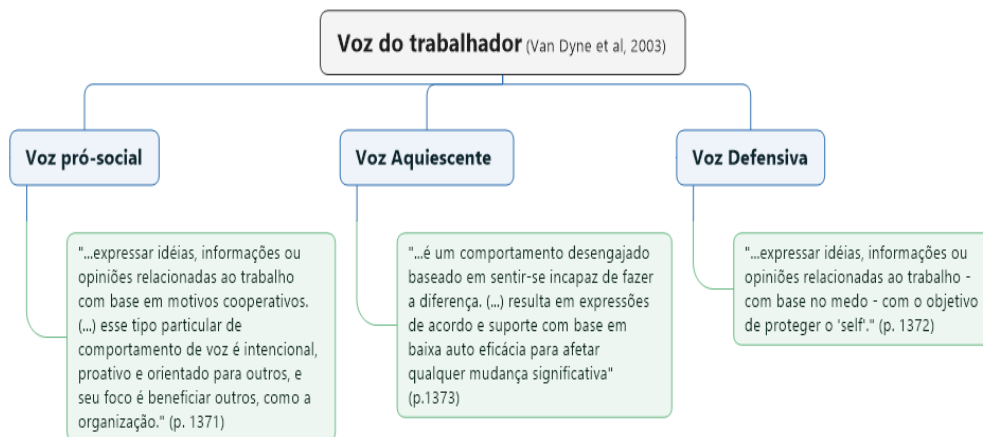 Voz do trabalhador (Van Dyne et al, 2003)
Voz pró-social
Voz Aquiescente
Voz Defensiva
"...expressar idéias, informações ou
opiniões relacionadas ao trabalho
com base em motivos cooperativos.
(...) esse tipo particular de
comportamento de voz é intencional,
proativo e orientado para outros, e
seu foco é beneficiar outros, como a
organização." (p. 1371)
"...é um comportamento desengajado
baseado em sentir-se incapaz de fazer
a diferença. (...) resulta em expressões
de acordo e suporte com base em
baixa auto eficácia para afetar
qualquer mudança significativa"
(p.1373)
"...expressar idéias, informações ou
opiniões relacionadas ao trabalho -
com base no medo - com o objetivo
de proteger o 'self'." (p. 1372)